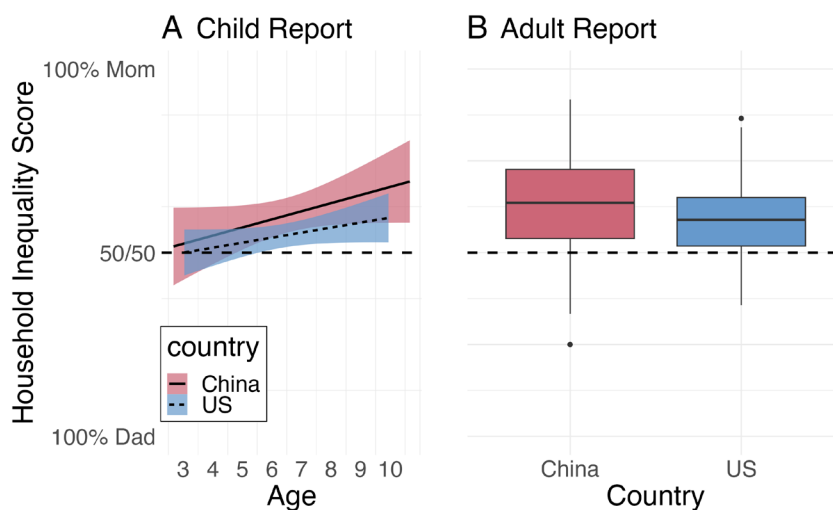 A Child Report
B Adult Report
Household Inequality Score
100% Mom
50/50
100% Dad
country
China
US
3 4 5 6 7 8 9 10
Age
China US
Country